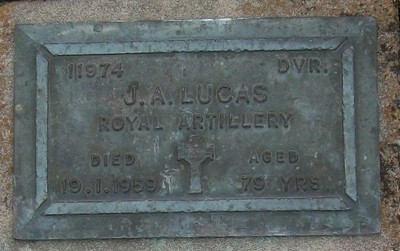 11974 DVR.
J. A. LUCAS
ROYAL ARTILLERY
DIED AGED
19.1.1959 79 YRS